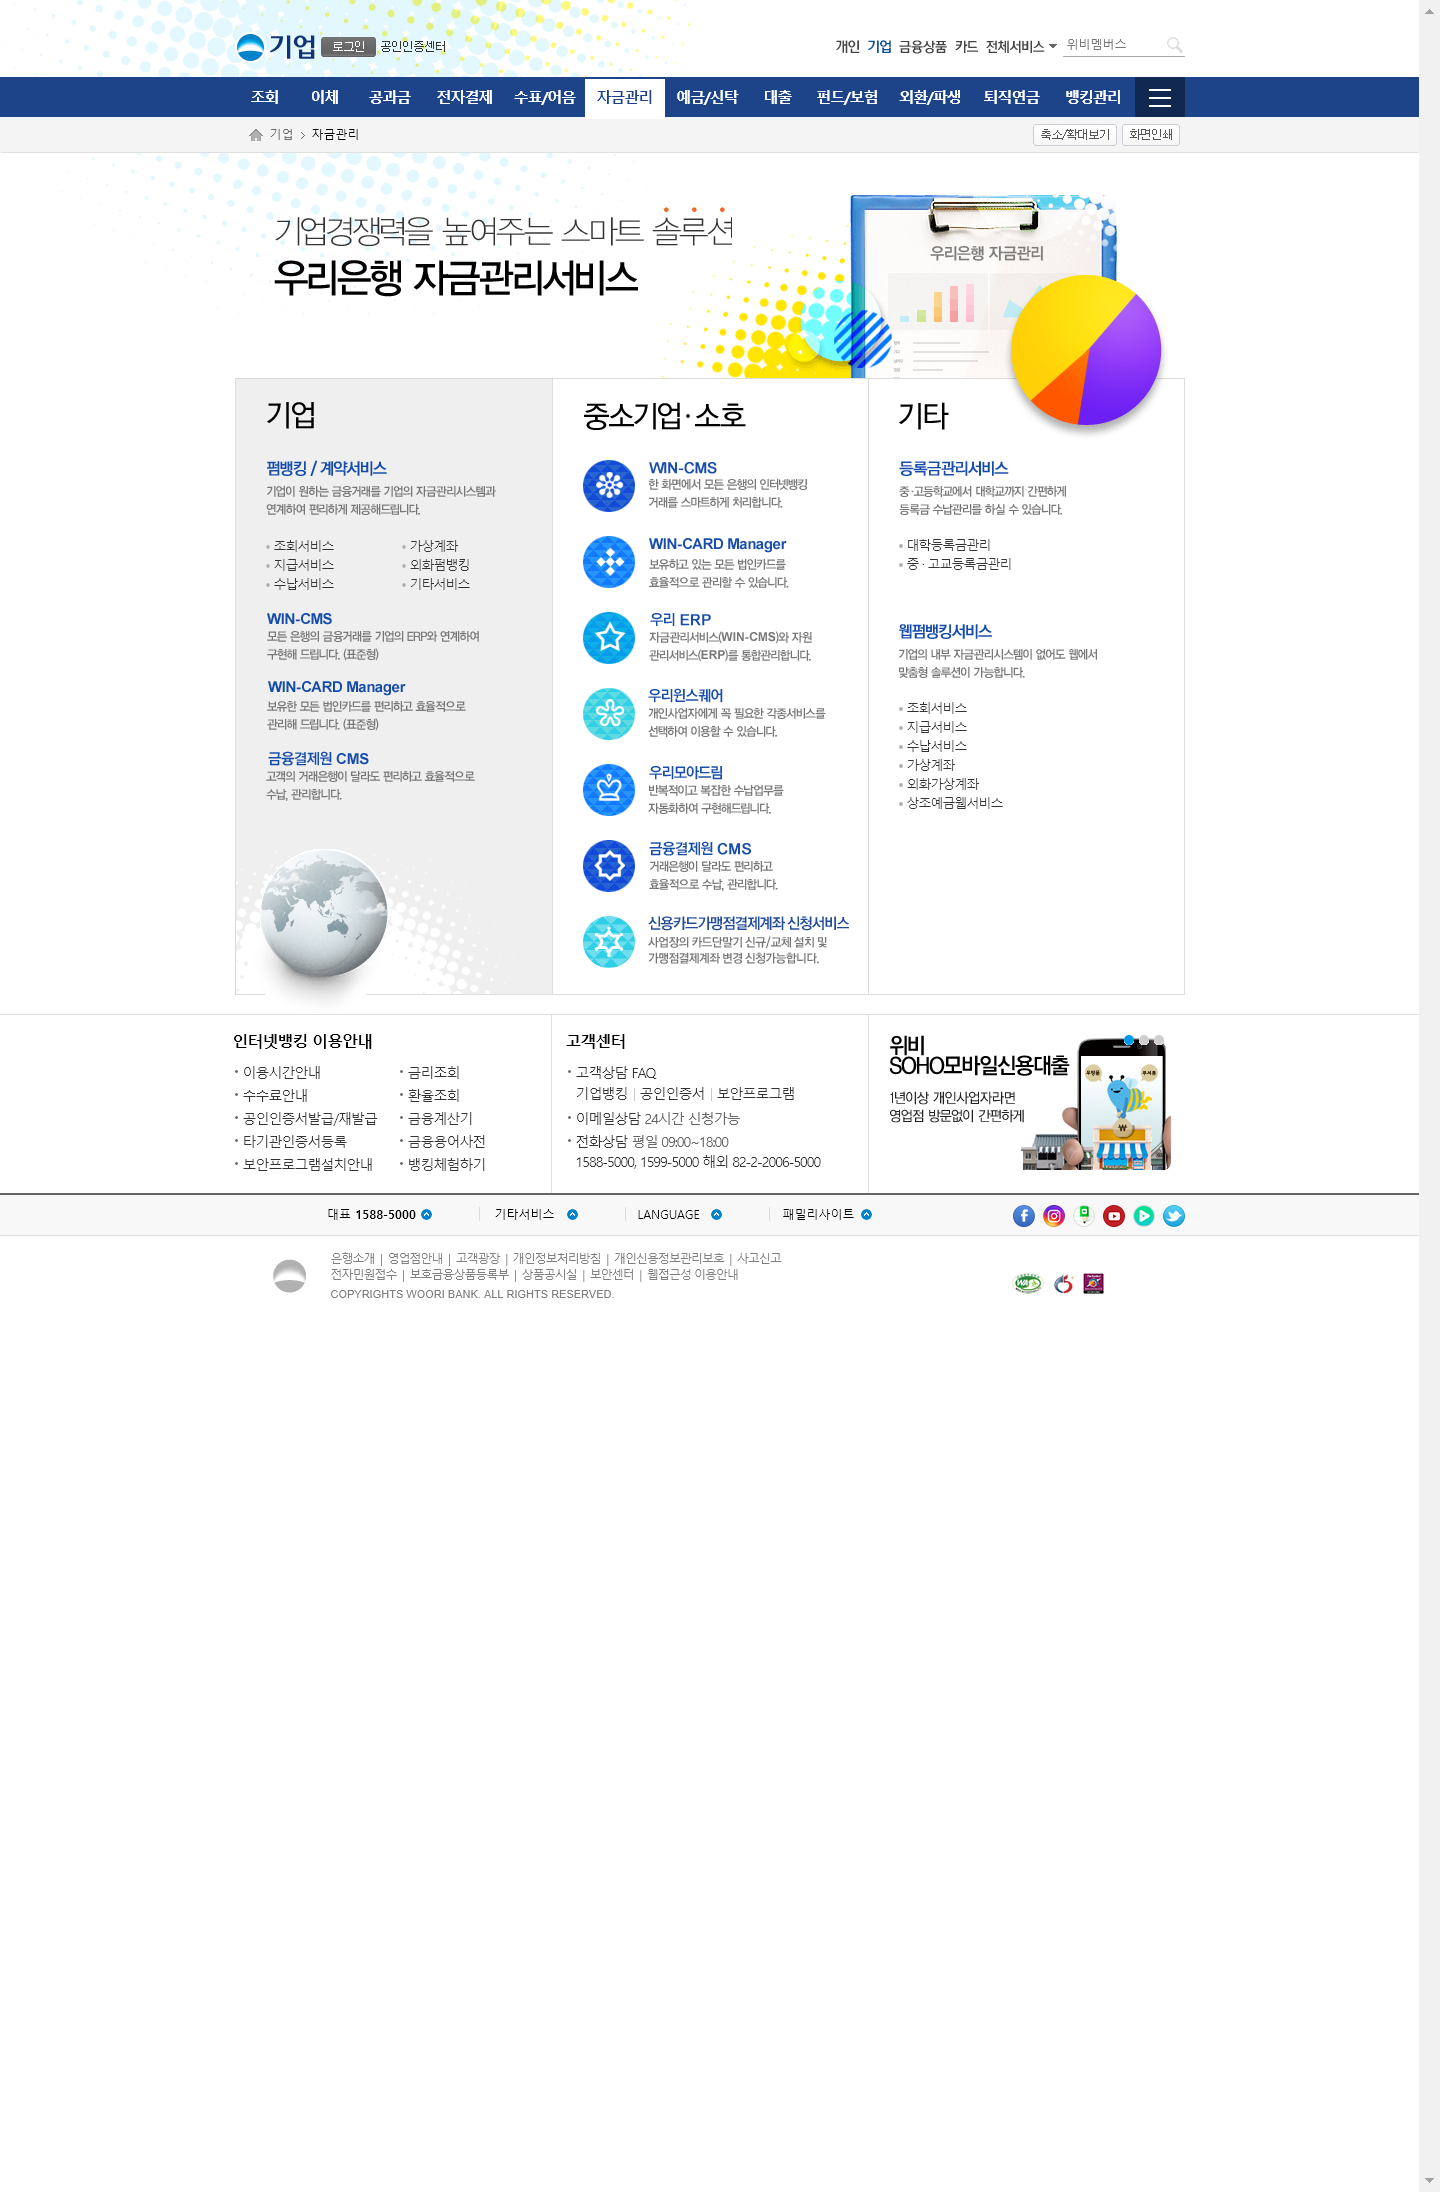 기업 로그인 공인인증센터
개인 기업 금융상품 카드 전체서비스 위비멤버스
조회 이체 공과금 전자결제 수표/어음 자금관리 예금/신탁 대출 펀드/보험 외환/파생 퇴직연금 뱅킹관리
기업 > 자금관리
축소/확대보기 화면인쇄
기업경쟁력을 높여주는 스마트 솔루션
우리은행 자금관리서비스
우리은행 자금관리
기업
펌뱅킹 / 계약서비스
기업이 원하는 금융거래를 기업의 자금관리시스템과
연계하여 편리하게 제공해드립니다.
조회서비스 가상계좌
지급서비스 외화펌뱅킹
수납서비스 기타서비스
WIN-CMS
모든 은행의 금융거래를 기업의 ERP와 연계하여
구현해 드립니다. (표준형)
WIN-CARD Manager
보유한 모든 법인카드를 편리하고 효율적으로
관리해 드립니다. (표준형)
금융결제원 CMS
고객의 거래은행이 달라도 편리하고 효율적으로
수납, 관리합니다.
중소기업·소호
WIN-CMS
한 화면에서 모든 은행의 인터넷뱅킹
거래를 스마트하게 처리합니다.
WIN-CARD Manager
보유하고 있는 모든 법인카드를
효율적으로 관리할 수 있습니다.
우리 ERP
자금관리서비스(WIN-CMS)와 자원
관리서비스(ERP)를 통합관리합니다.
우리윈스퀘어
개인사업자에게 꼭 필요한 각종서비스를
선택하여 이용할 수 있습니다.
우리모아드림
반복적이고 복잡한 수납업무를
자동화하여 구현해드립니다.
금융결제원 CMS
거래은행이 달라도 편리하고
효율적으로 수납, 관리합니다.
신용카드가맹점결제계좌 신청서비스
사업장의 카드단말기 신규/교체 설치 및
가맹점결제계좌 변경 신청가능합니다.
기타
등록금관리서비스
중·고등학교에서 대학교까지 간편하게
등록금 수납관리를 하실 수 있습니다.
대학등록금관리
중·고교등록금관리
웹펌뱅킹서비스
기업의 내부 자금관리시스템이 없어도 웹에서
맞춤형 솔루션이 가능합니다.
조회서비스
지급서비스
수납서비스
가상계좌
외화가상계좌
상조예금웹서비스
인터넷뱅킹 이용안내
이용시간안내 금리조회
수수료안내 환율조회
공인인증서발급/재발급 금융계산기
타기관인증서등록 금융용어사전
보안프로그램설치안내 뱅킹체험하기
고객센터
고객상담 FAQ
기업뱅킹 | 공인인증서 | 보안프로그램
이메일상담 24시간 신청가능
전화상담 평일 09:00~18:00
1588-5000, 1599-5000 해외 82-2-2006-5000
위비
SOHO모바일신용대출
1년이상 개인사업자라면
영업점 방문없이 간편하게
대표 1588-5000 기타서비스 LANGUAGE 패밀리사이트
은행소개 | 영업점안내 | 고객광장 | 개인정보처리방침 | 개인신용정보관리보호 | 사고신고
전자민원접수 | 보호금융상품등록부 | 상품공시실 | 보안센터 | 웹접근성 이용안내
COPYRIGHTS WOORI BANK. ALL RIGHTS RESERVED.